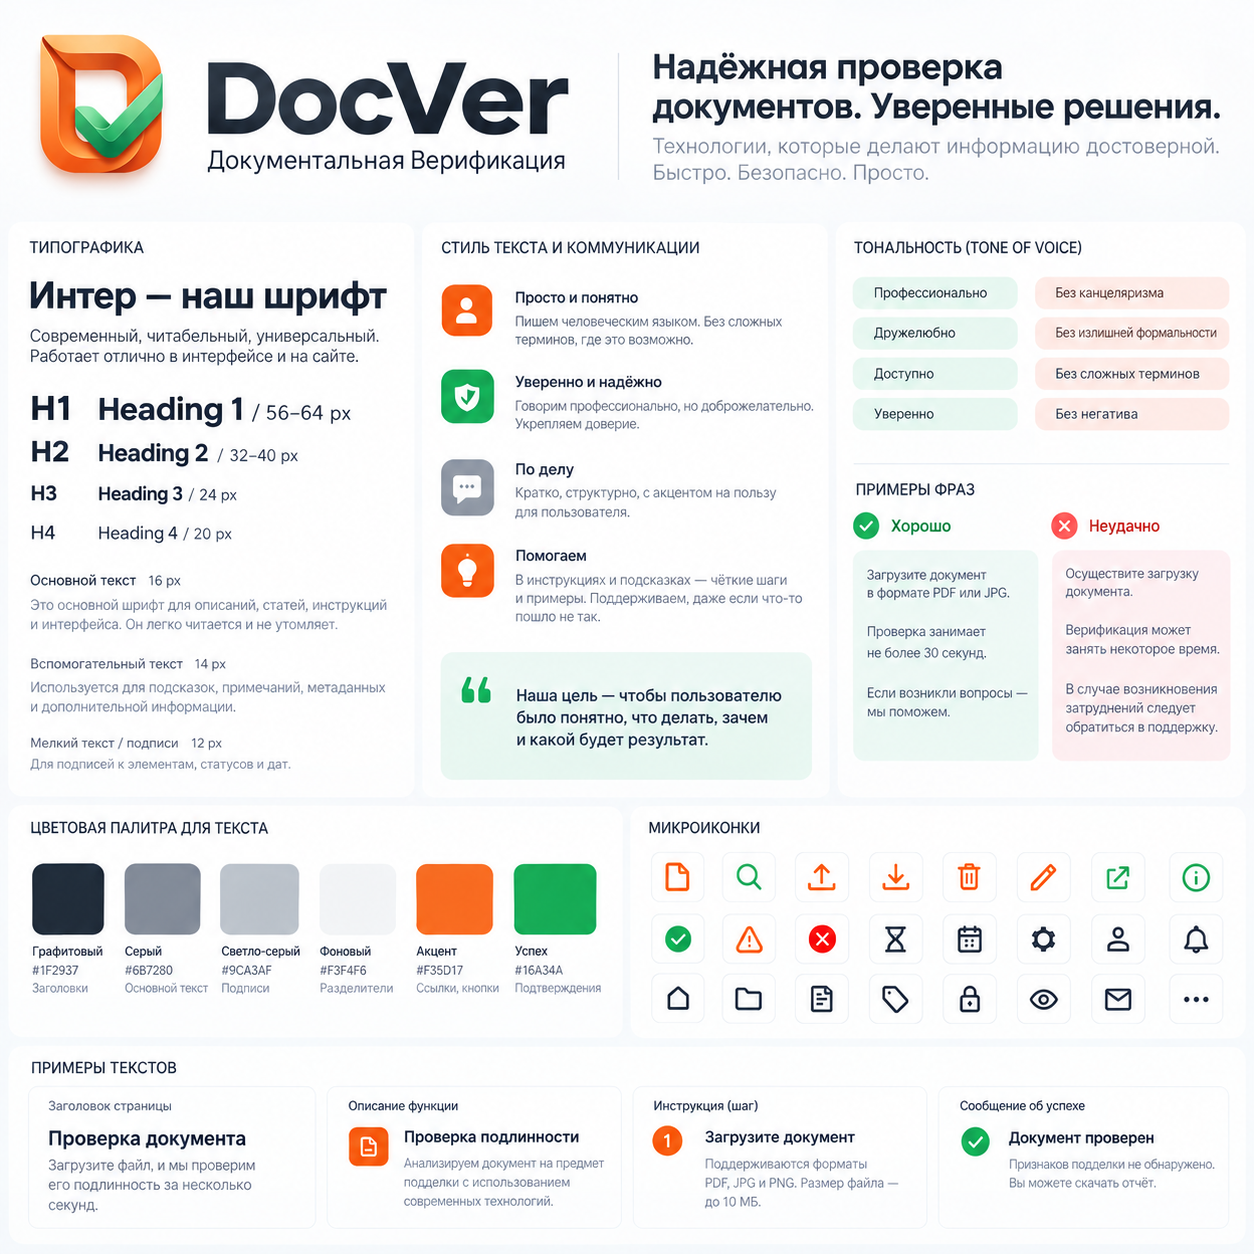 DocVer
Документальная Верификация
Надёжная проверка
документов. Уверенные решения.
Технологии, которые делают информацию достоверной.
Быстро. Безопасно. Просто.
ТИПОГРАФИКА
Интер — наш шрифт
Современный, читабельный, универсальный.
Работает отлично в интерфейсе и на сайте.
H1 Heading 1 / 56–64 px
H2 Heading 2 / 32–40 px
H3 Heading 3 / 24 px
H4 Heading 4 / 20 px
Основной текст 16 px
Это основной шрифт для описаний, статей, инструкций
и интерфейса. Он легко читается и не утомляет.
Вспомогательный текст 14 px
Используется для подсказок, примечаний, метаданных
и дополнительной информации.
Мелкий текст / подписи 12 px
Для подписей к элементам, статусов и дат.
СТИЛЬ ТЕКСТА И КОММУНИКАЦИИ
Просто и понятно
Пишем человеческим языком. Без сложных
терминов, где это возможно.
Уверенно и надёжно
Говорим профессионально, но доброжелательно.
Укрепляем доверие.
По делу
Кратко, структурно, с акцентом на пользу
для пользователя.
Помогаем
В инструкциях и подсказках — чёткие шаги
и примеры. Поддерживаем, даже если что-то
пошло не так.
Наша цель — чтобы пользователю
было понятно, что делать, зачем
и какой будет результат.
ТОНАЛЬНОСТЬ (TONE OF VOICE)
Профессионально
Без канцеляризма
Дружелюбно
Без излишней формальности
Доступно
Без сложных терминов
Уверенно
Без негатива
ПРИМЕРЫ ФРАЗ
Хорошо
Загрузите документ
в формате PDF или JPG.
Проверка занимает
не более 30 секунд.
Если возникли вопросы —
мы поможем.
Неудачно
Осуществите загрузку
документа.
Верификация может
занять некоторое время.
В случае возникновения
затруднений следует
обратиться в поддержку.
ЦВЕТОВАЯ ПАЛИТРА ДЛЯ ТЕКСТА
Графитовый
#1F2937
Заголовки
Серый
#6B7280
Основной текст
Светло-серый
#9CA3AF
Подписи
Фоновый
#F3F4F6
Разделители
Акцент
#F35D17
Ссылки, кнопки
Успех
#16A34A
Подтверждения
МИКРОИКОНКИ
ПРИМЕРЫ ТЕКСТОВ
Заголовок страницы
Проверка документа
Загрузите файл, и мы проверим
его подлинность за несколько
секунд.
Описание функции
Проверка подлинности
Анализируем документ на предмет
подделки с использованием
современных технологий.
Инструкция (шаг)
1
Загрузите документ
Поддерживаются форматы
PDF, JPG и PNG. Размер файла —
до 10 МБ.
Сообщение об успехе
Документ проверен
Признаков подделки не обнаружено.
Вы можете скачать отчёт.